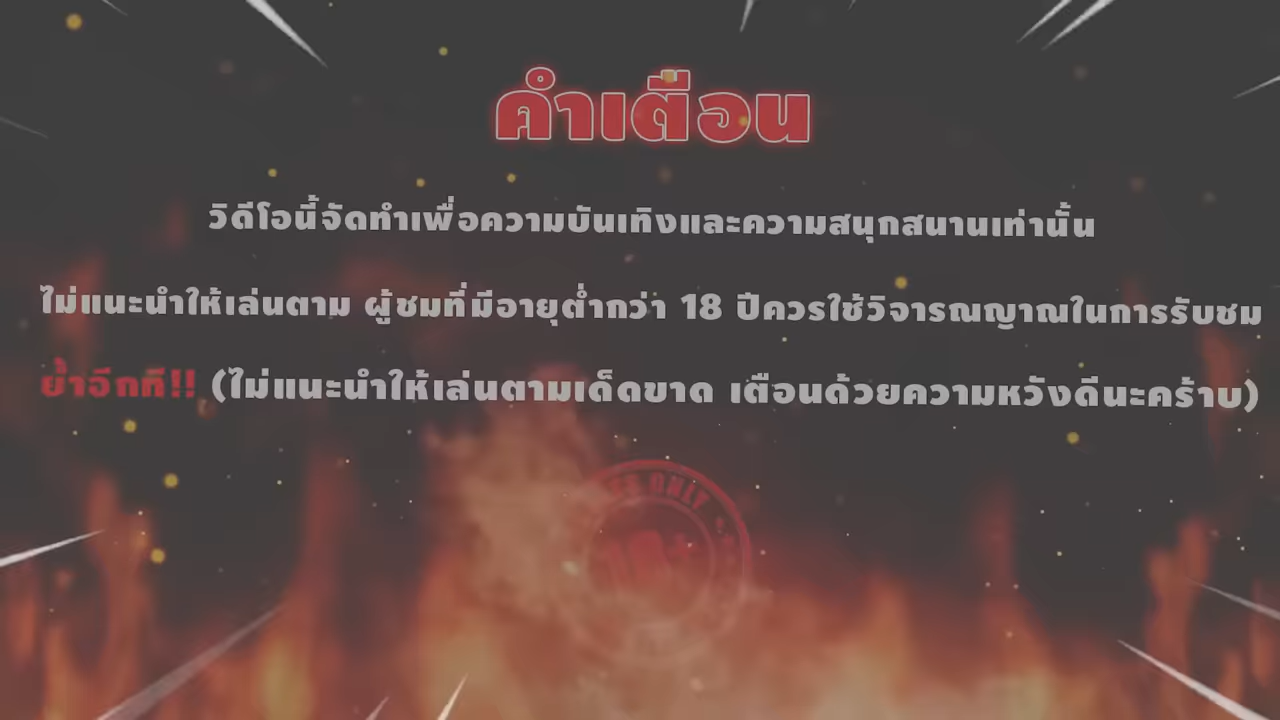 คำเตือน
วิดีโอนี้จัดทำเพื่อความบันเทิงและความสนุกสนานเท่านั้น
ไม่แนะนำให้เล่นตาม ผู้ชมที่มีอายุต่ำกว่า 18 ปีควรใช้วิจารณญาณในการรับชม
ย้ำอีกที!! (ไม่แนะนำให้เล่นตามเด็ดขาด เตือนด้วยความหวังดีนะคร้าบ)
ONLY
18+